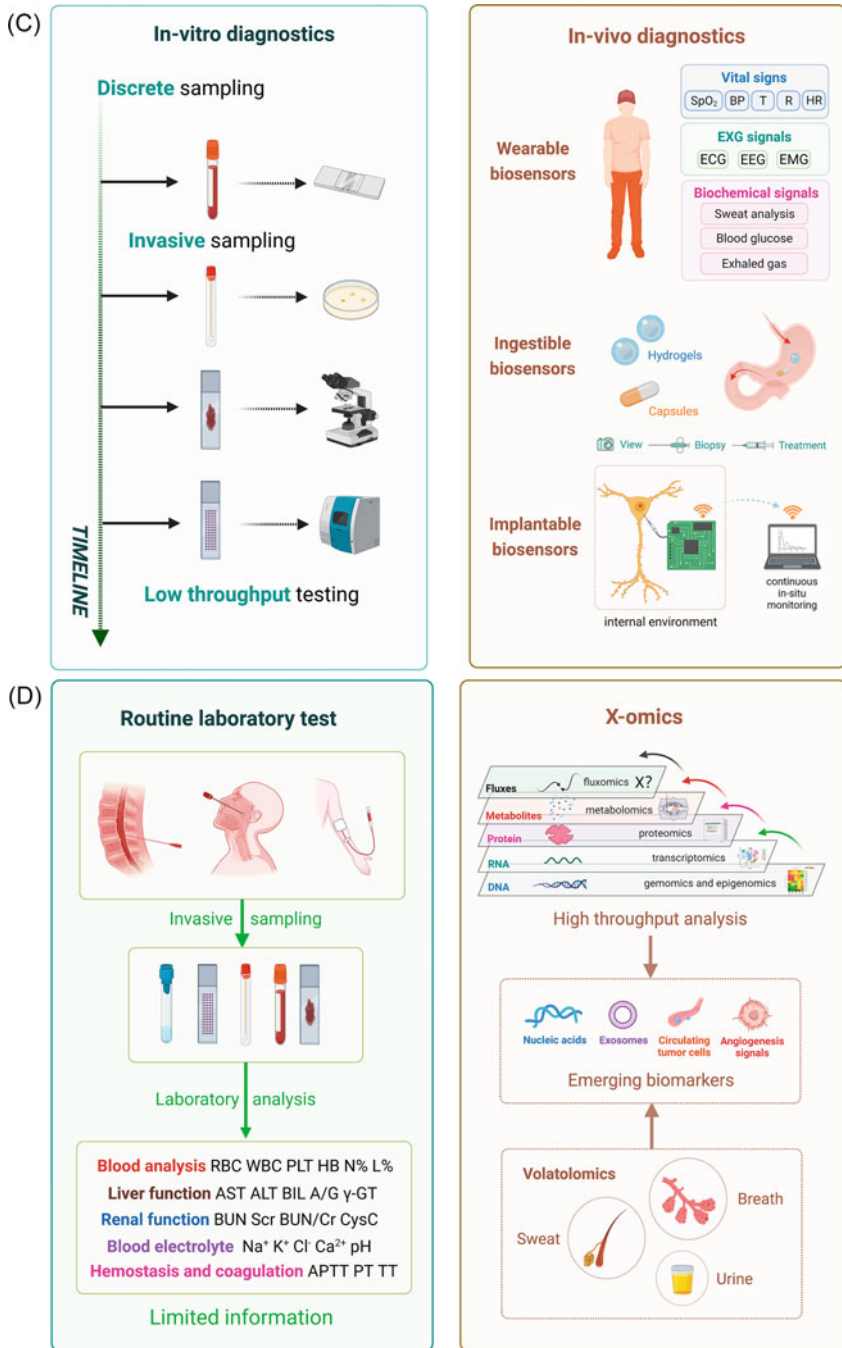 (C)
In-vitro diagnostics
Discrete sampling
Invasive sampling
Low throughput testing
TIMELINE
In-vivo diagnostics
Wearable
biosensors
Vital signs
SpO₂ BP T R HR
EXG signals
ECG EEG EMG
Biochemical signals
Sweat analysis
Blood glucose
Exhaled gas
Ingestible
biosensors
Hydrogels
Capsules
View Biopsy Treatment
Implantable
biosensors
internal environment
continuous
in-situ
monitoring
(D)
Routine laboratory test
Invasive sampling
Laboratory analysis
Blood analysis RBC WBC PLT HB N% L%
Liver function AST ALT BIL A/G γ-GT
Renal function BUN Scr BUN/Cr CysC
Blood electrolyte Na⁺ K⁺ Cl⁻ Ca²⁺ pH
Hemostasis and coagulation APTT PT TT
Limited information
X-omics
Fluxes fluxomics X?
Metabolites metabolomics
Protein proteomics
RNA transcriptomics
DNA gemomics and epigenomics
High throughput analysis
Nucleic acids
Exosomes
Circulating
tumor cells
Angiogenesis
signals
Emerging biomarkers
Volatolomics
Breath
Sweat
Urine